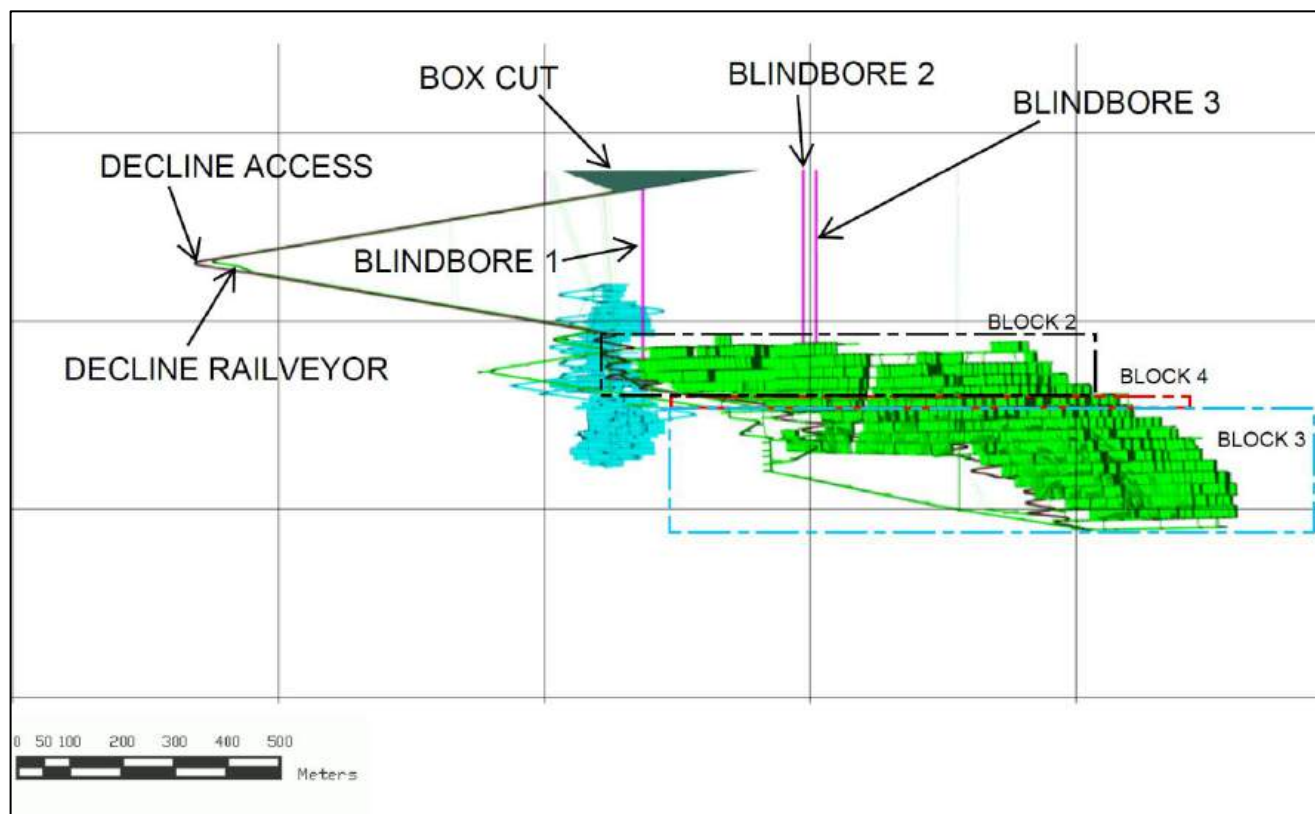 BOX CUT
BLINDBORE 2
BLINDBORE 3
DECLINE ACCESS
BLINDBORE 1
DECLINE RAILVEYOR
BLOCK 2
BLOCK 4
BLOCK 3
0 50 100 200 300 400 500
Meters